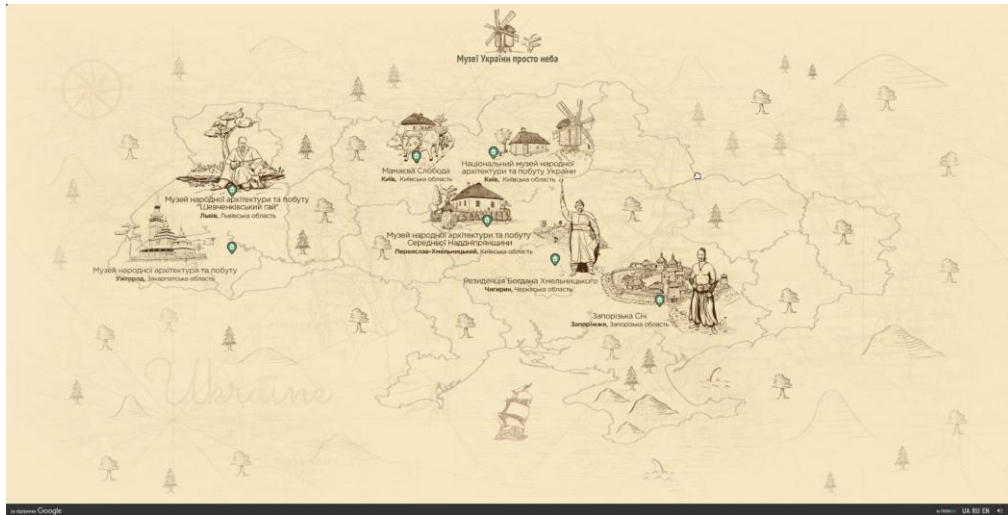 Музеї України просто неба
Мамаєва Слобода
Київ, Київська область
Національний музей народної
архітектури та побуту України
Київ, Київська область
Музей народної архітектури та побуту
"Шевченківський гай"
Львів, Львівська область
Музей народної архітектури та побуту
Середньої Наддніпрянщини
Переяслав-Хмельницький, Київська область
Музей народної архітектури та побуту
Ужгород, Закарпатська область
Резиденція Богдана Хмельницького
Чигирин, Черкаська область
Запорізька Січ
Запоріжжя, Запорізька область
Ukraine
за підтримки Google
UA RU EN